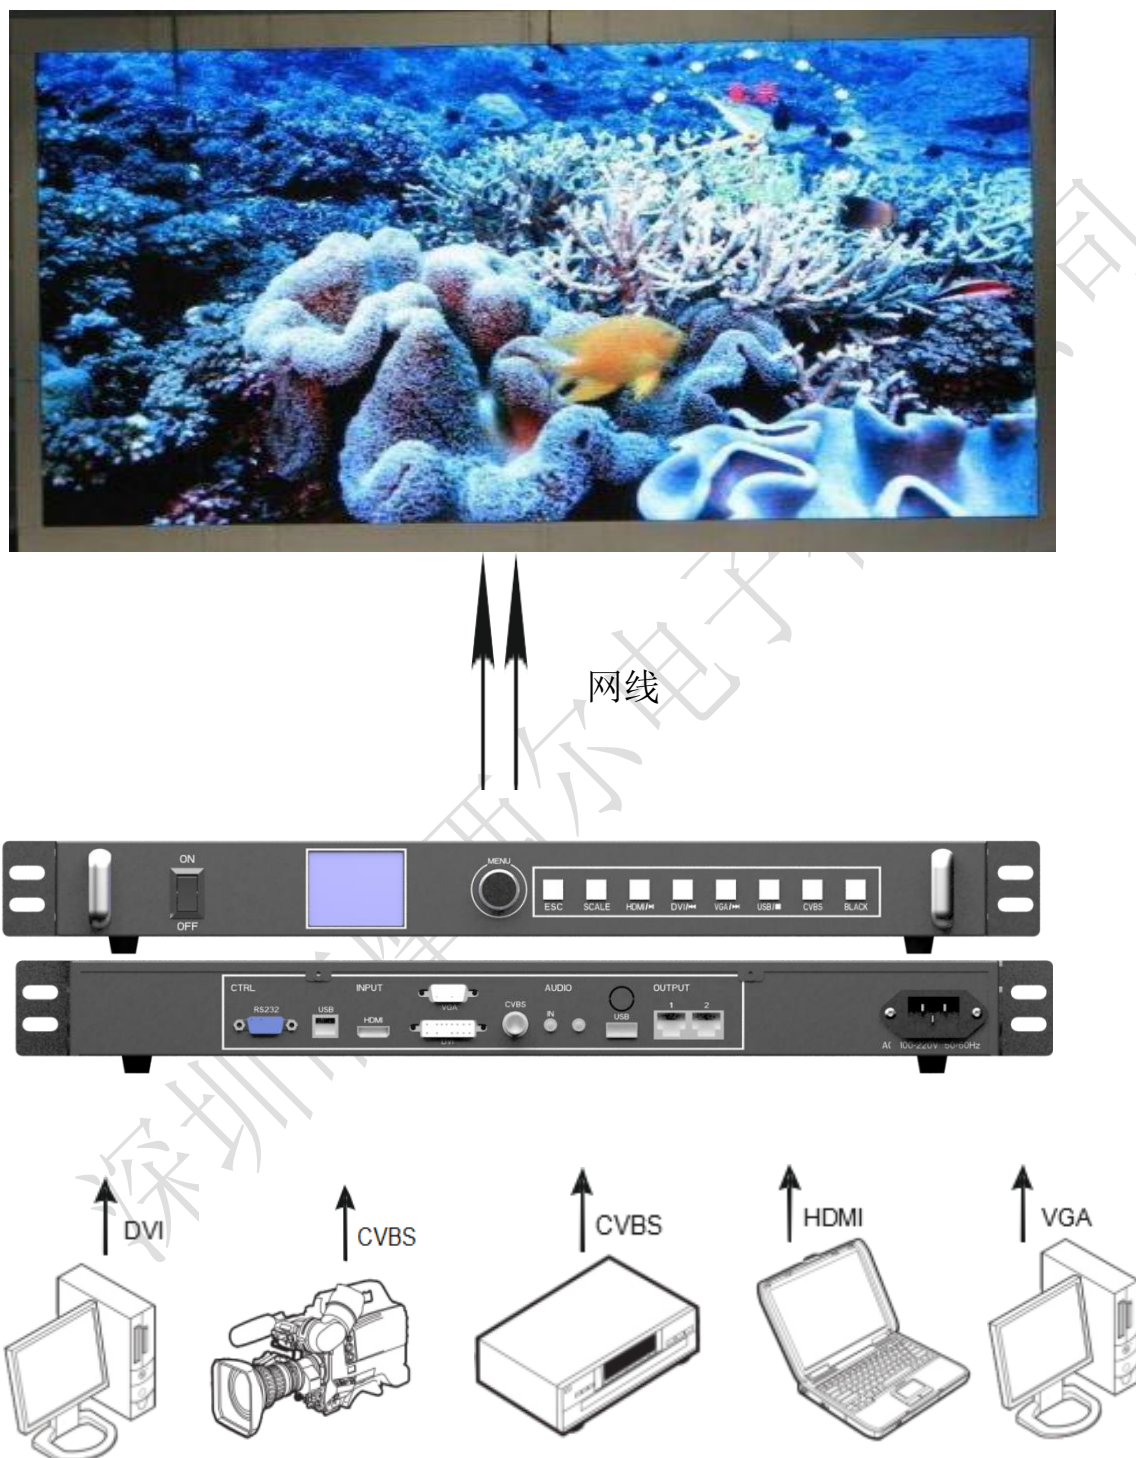 网线
ON
OFF
MENU
ESC
SCALE
HDMI/⏯
DVI/⏮
VGA/⏭
USB/■
CVBS
BLACK
CTRL
INPUT
AUDIO
OUTPUT
RS232
USB
HDMI
VGA
DVI
CVBS
IN
USB
1
2
100-220V 50-60Hz
DVI
CVBS
CVBS
HDMI
VGA